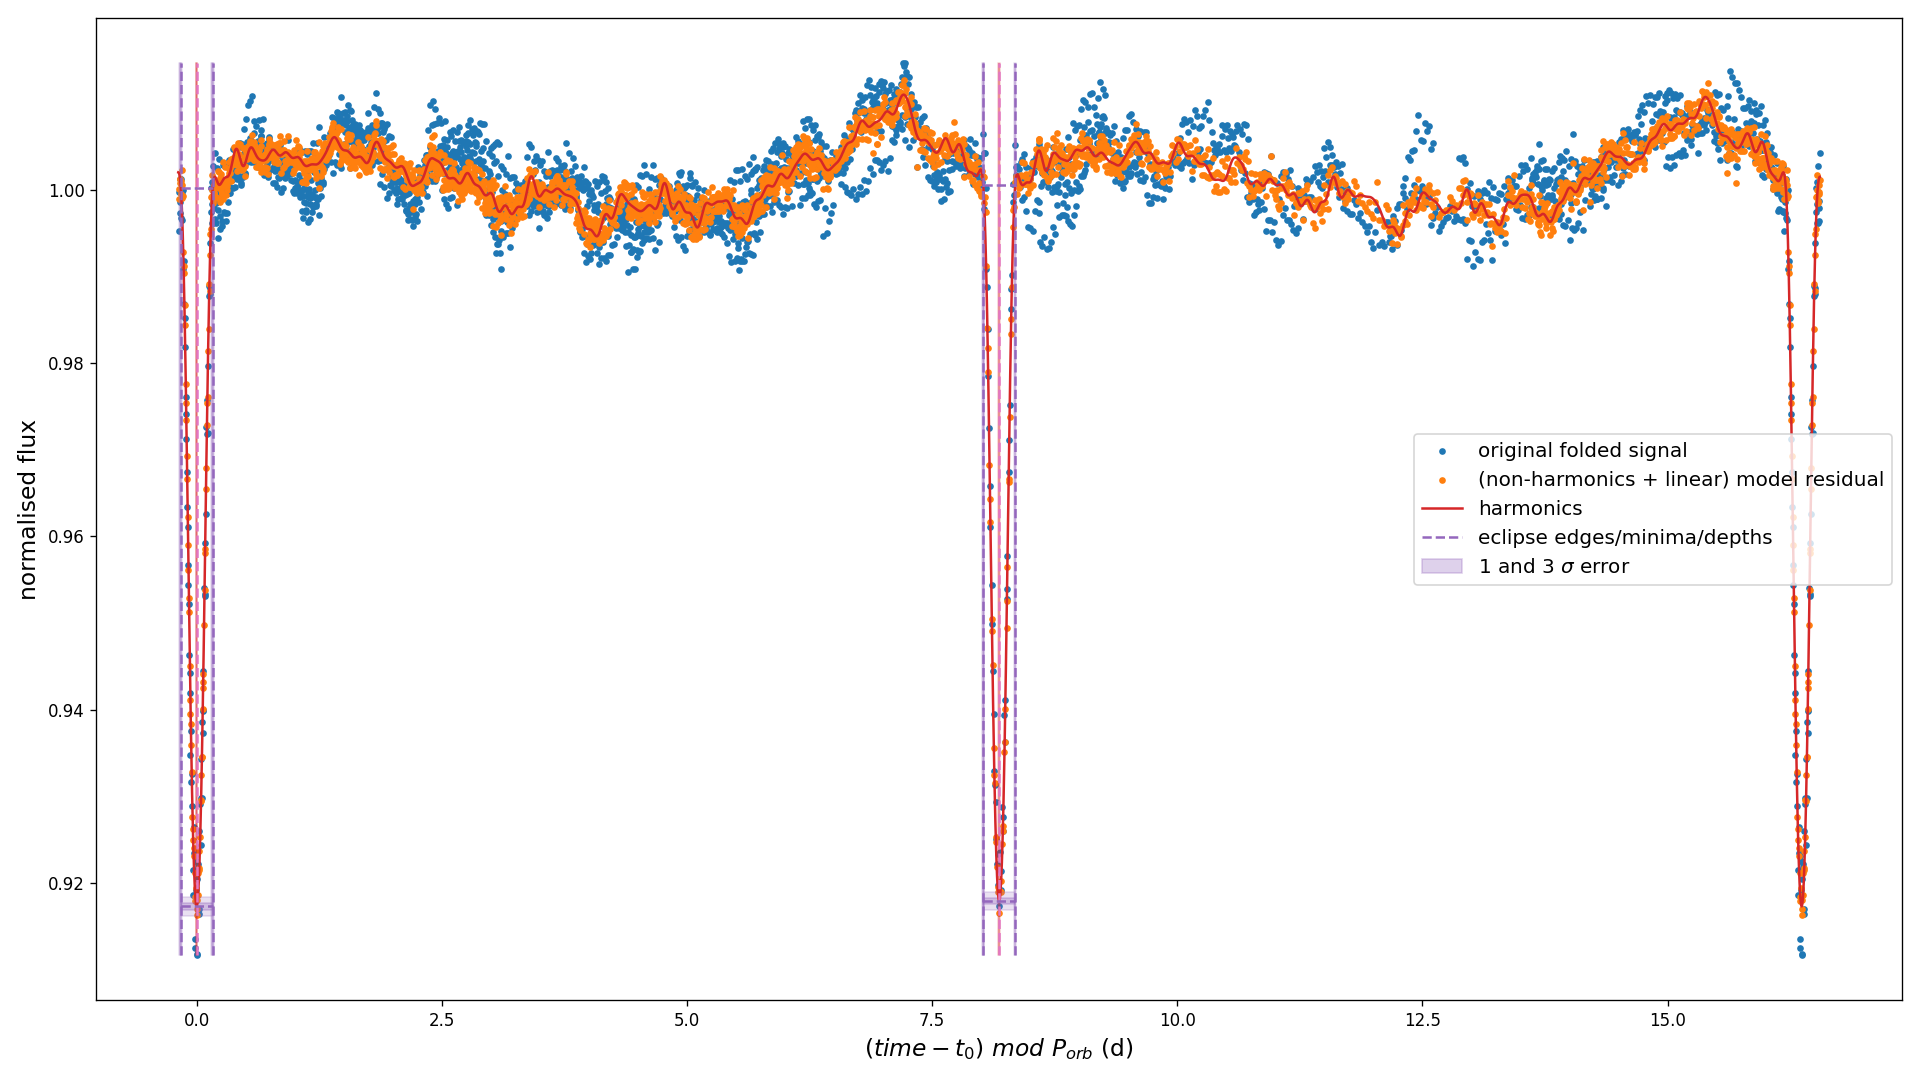 normalised flux
1.00
0.98
0.96
0.94
0.92
original folded signal
(non-harmonics + linear) model residual
harmonics
eclipse edges/minima/depths
1 and 3 σ error
0.0 2.5 5.0 7.5 10.0 12.5 15.0
(time − t₀) mod Pₒᵣb (d)